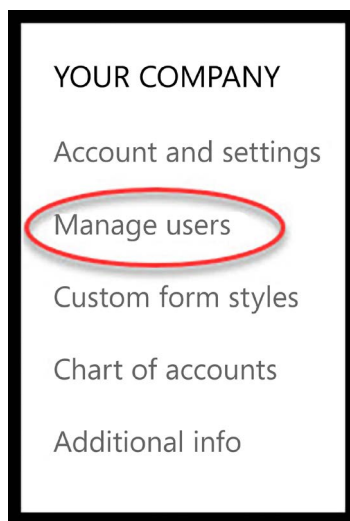 YOUR COMPANY
Account and settings
Manage users
Custom form styles
Chart of accounts
Additional info